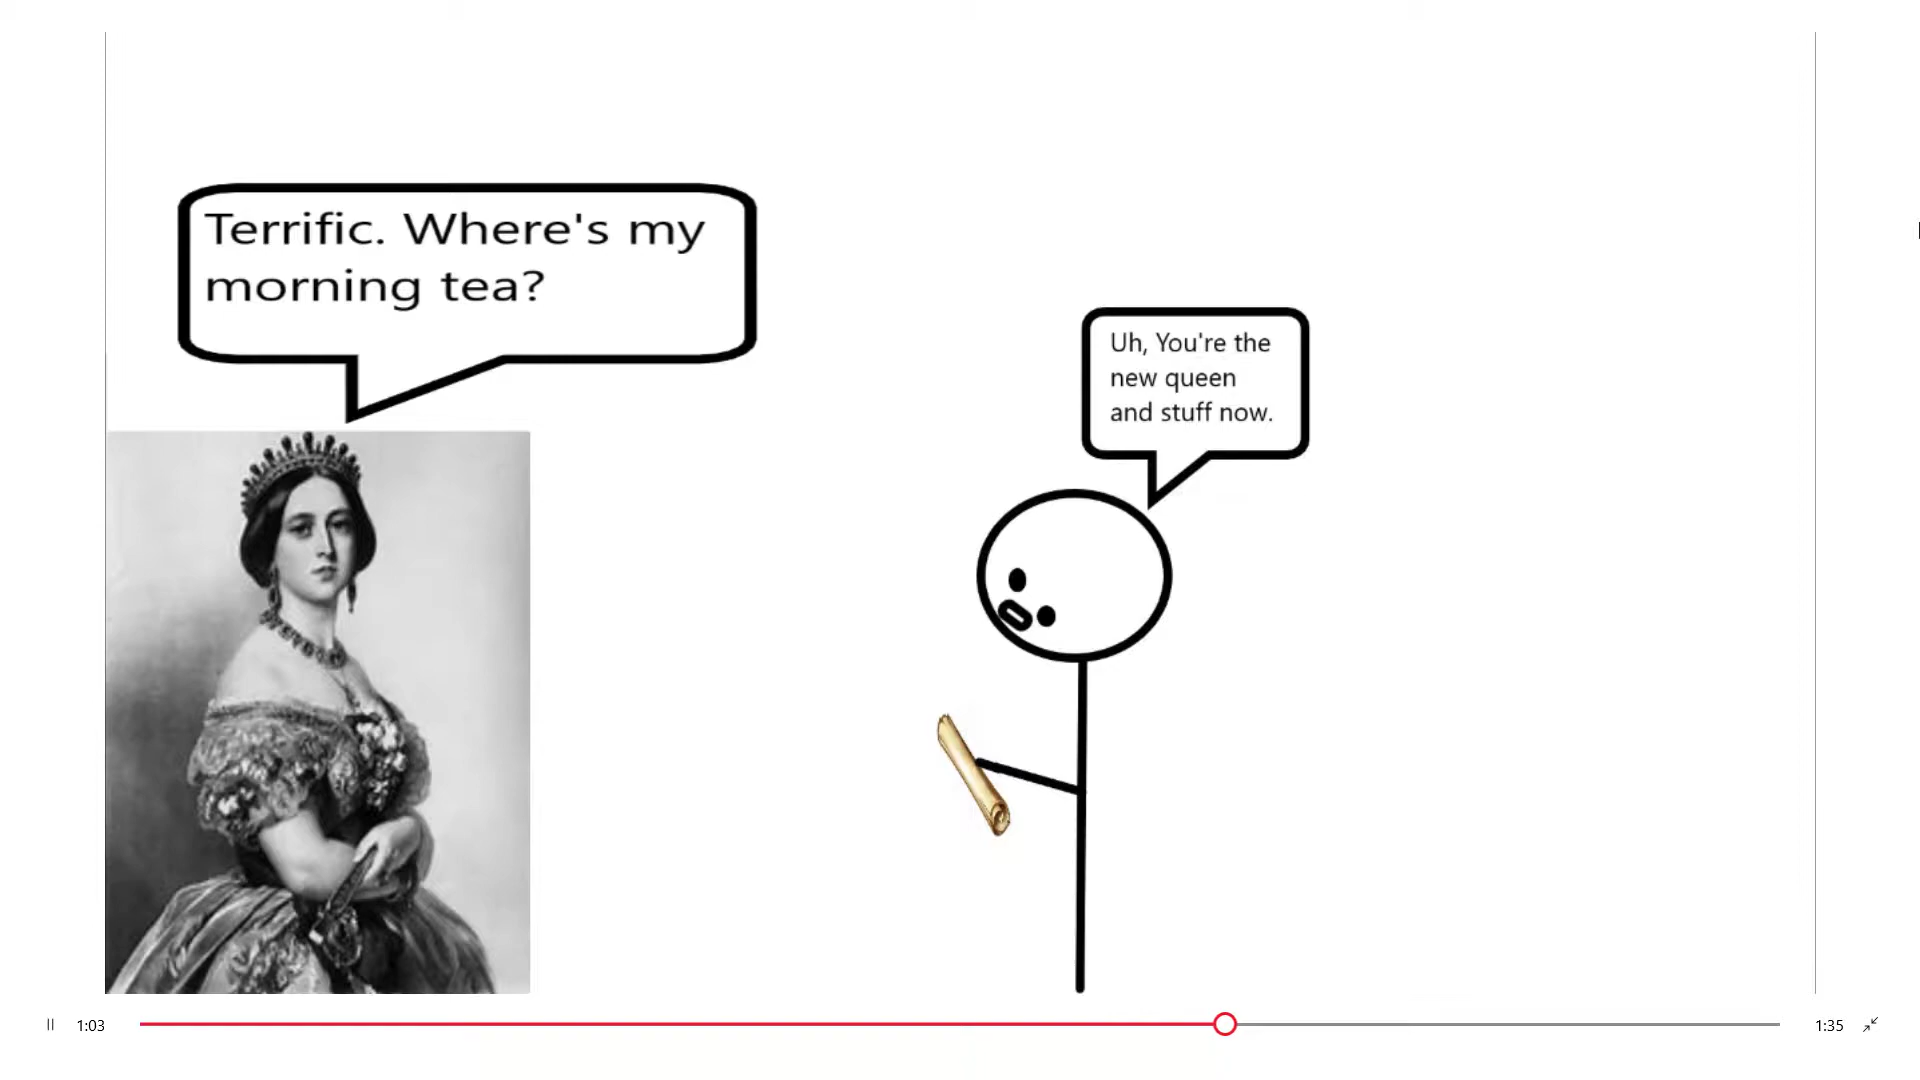 Terrific. Where's my
morning tea?
Uh, You're the
new queen
and stuff now.
1:03
1:35